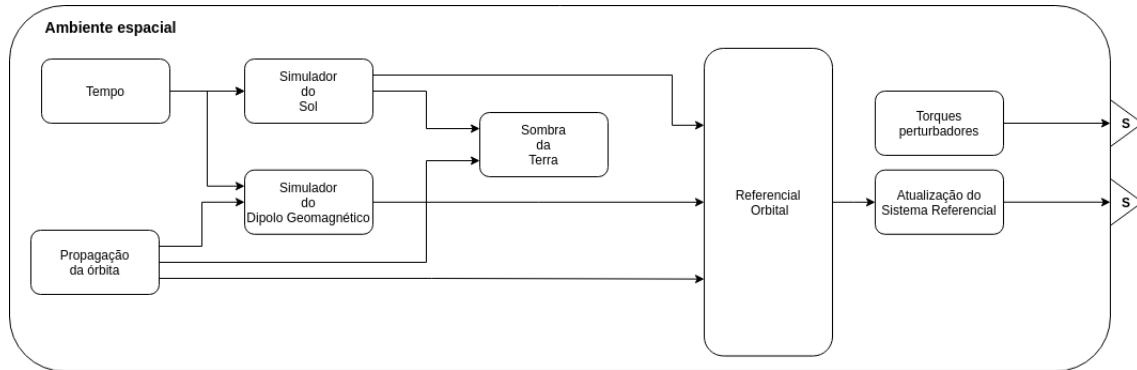 Ambiente espacial
Tempo
Simulador
do
Sol
Sombra
da
Terra
Simulador
do
Dipolo Geomagnético
Propagação
da órbita
Referencial
Orbital
Torques
perturbadores
Atualização do
Sistema Referencial
S
S